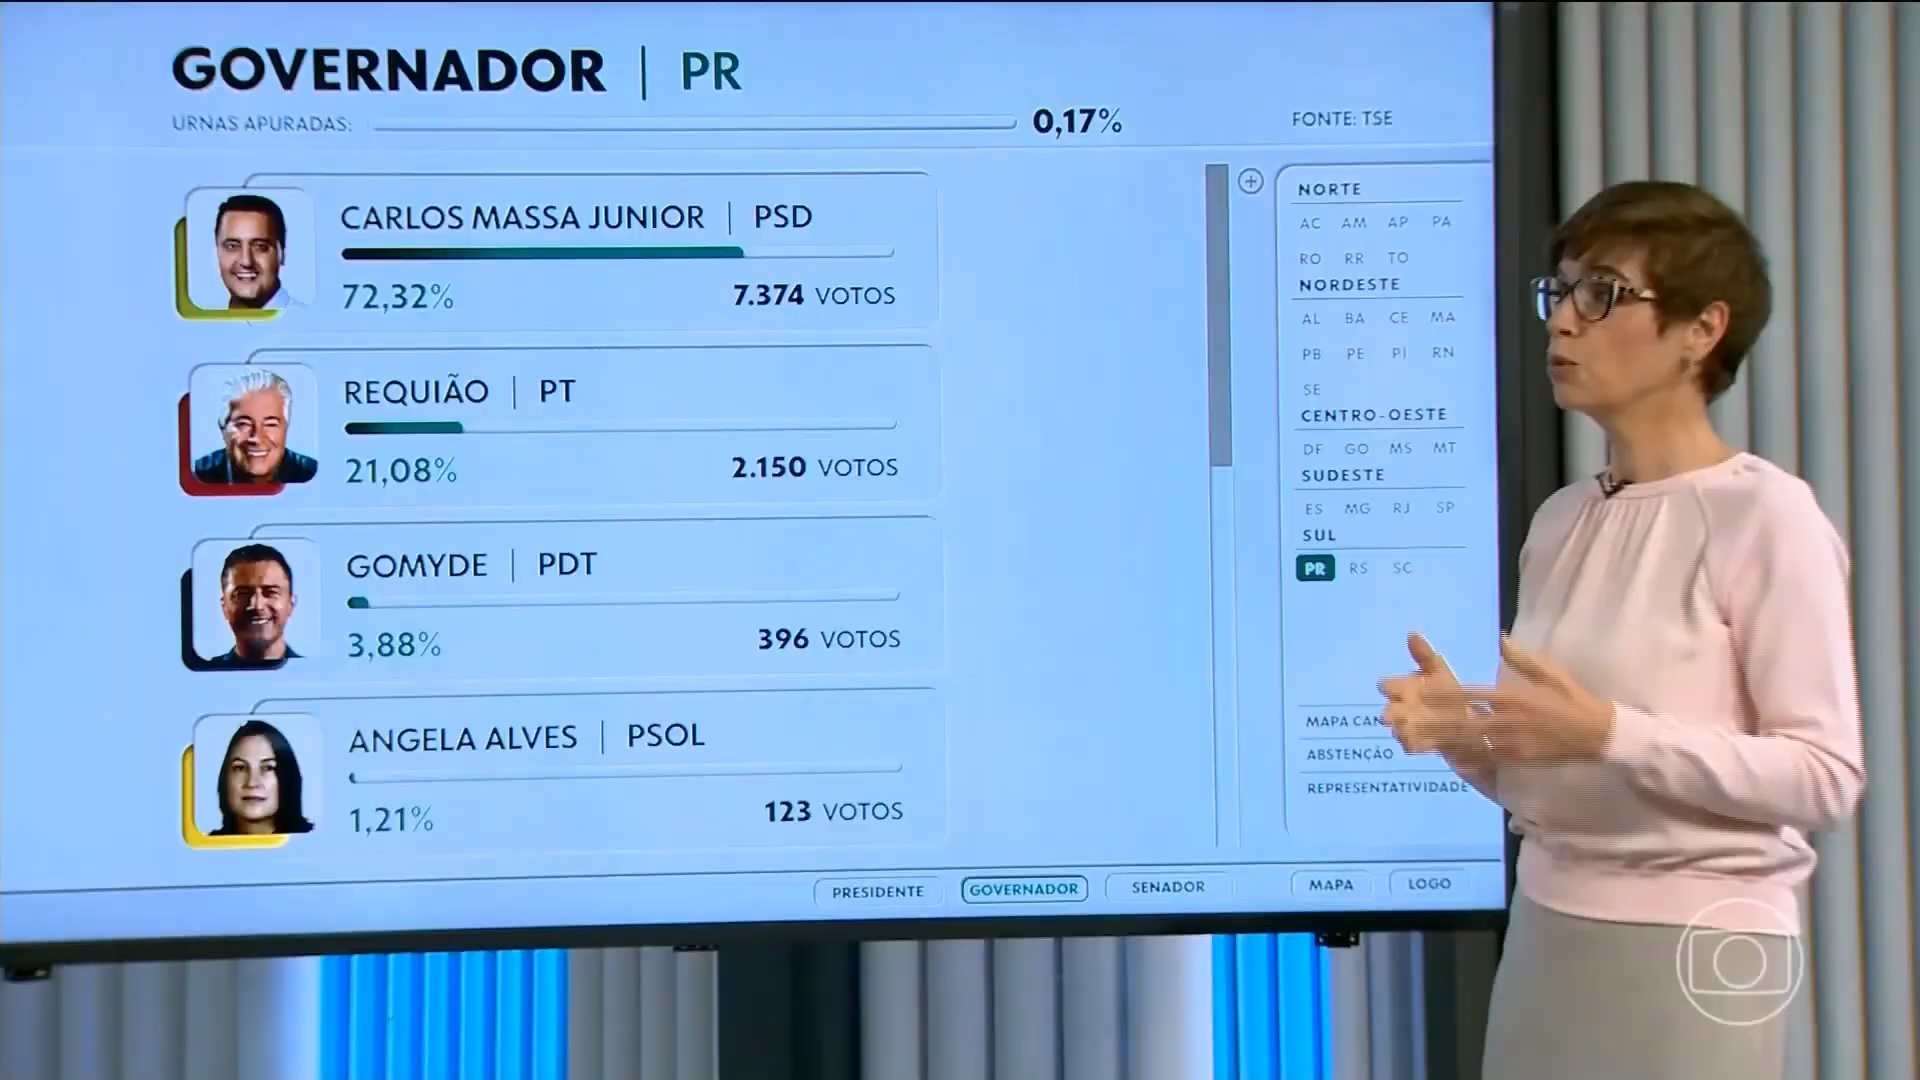 GOVERNADOR | PR
URNAS APURADAS: 0,17% FONTE: TSE
CARLOS MASSA JUNIOR | PSD
72,32% 7.374 VOTOS
REQUIÃO | PT
21,08% 2.150 VOTOS
GOMYDE | PDT
3,88% 396 VOTOS
ANGELA ALVES | PSOL
1,21% 123 VOTOS
NORTE
AC AM AP PA
RO RR TO
NORDESTE
AL BA CE MA
PB PE PI RN
SE
CENTRO-OESTE
DF GO MS MT
SUDESTE
ES MG RJ SP
SUL
PR RS SC
MAPA
ABSTENÇÃO
REPRESENTATIVIDADE
PRESIDENTE GOVERNADOR SENADOR MAPA LOGO